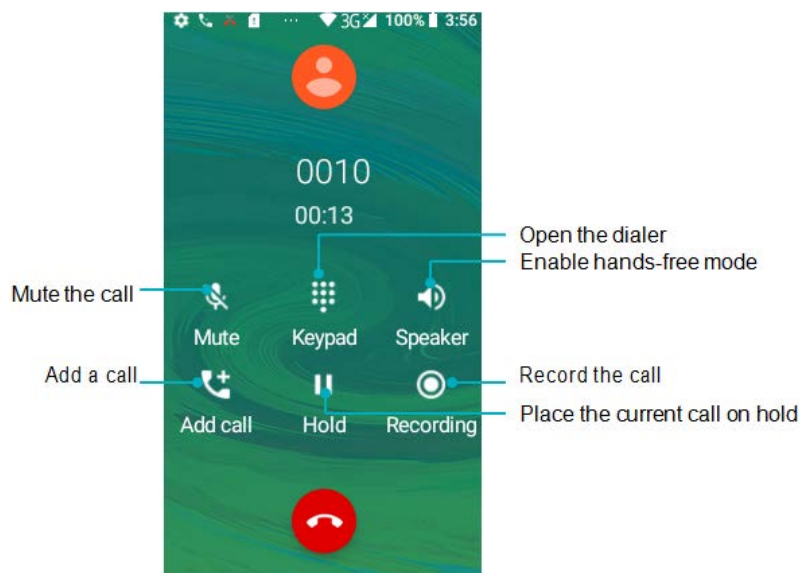 3G 100% 3:56
0010
00:13
Open the dialer
Enable hands-free mode
Mute the call
Mute Keypad Speaker
Add a call
Record the call
Place the current call on hold
Add call Hold Recording